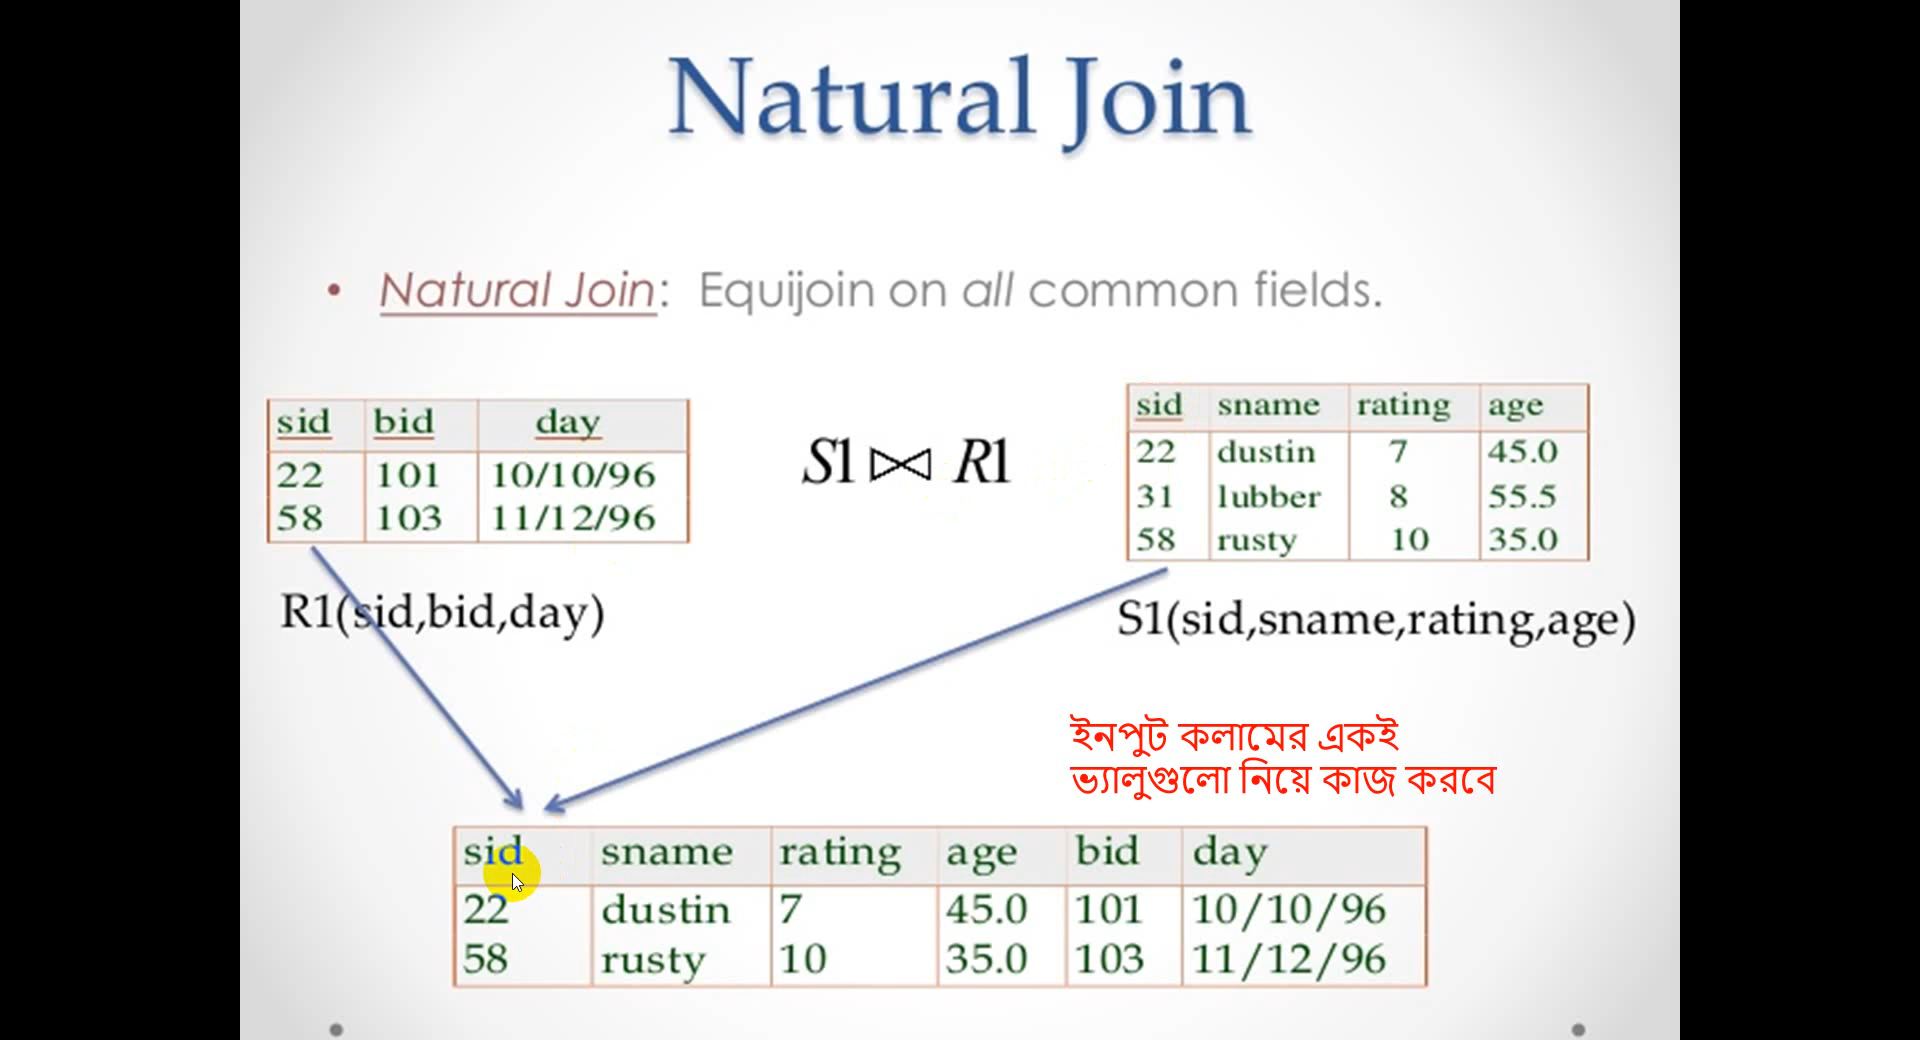 Natural Join
• Natural Join: Equijoin on all common fields.
sid bid day
22 101 10/10/96
58 103 11/12/96
S1 ⋈ R1
sid sname rating age
22 dustin 7 45.0
31 lubber 8 55.5
58 rusty 10 35.0
R1(sid,bid,day)
S1(sid,sname,rating,age)
ইনপুট কলামের একই
ভ্যালুগুলো নিয়ে কাজ করবে
sid sname rating age bid day
22 dustin 7 45.0 101 10/10/96
58 rusty 10 35.0 103 11/12/96